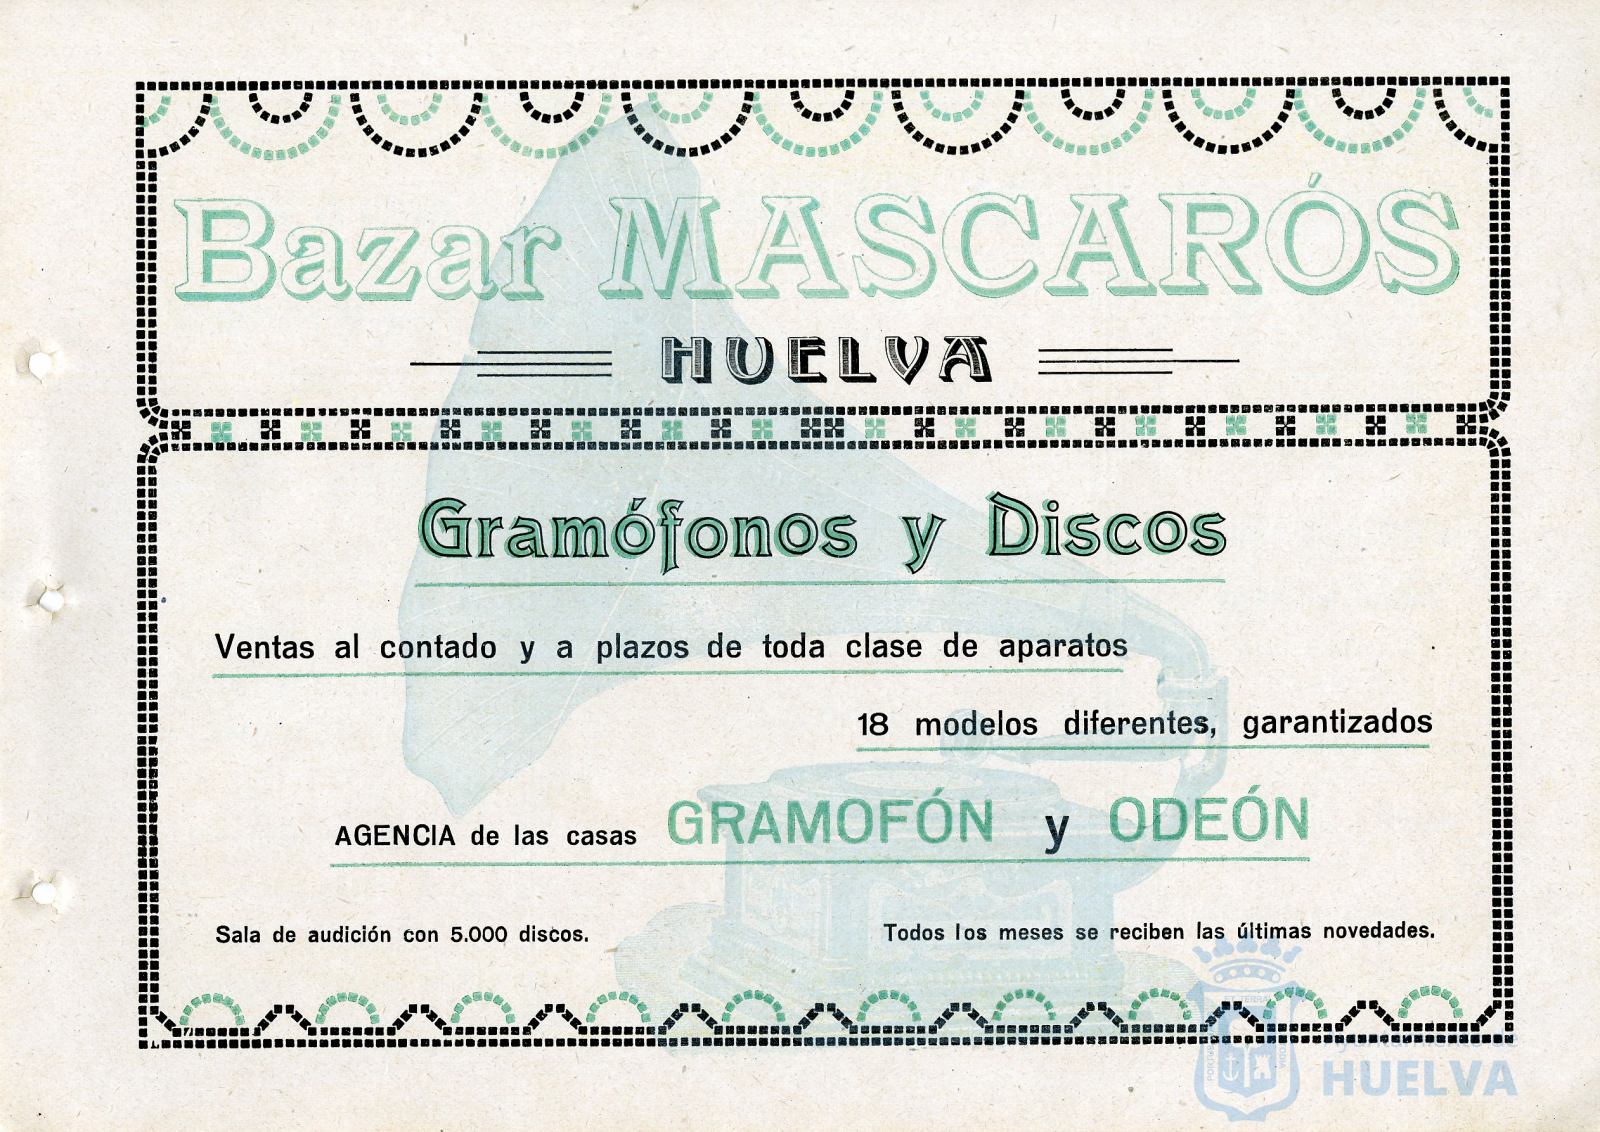 Bazar MASCARÓS
HUELVA
Gramófonos y Discos
Ventas al contado y a plazos de toda clase de aparatos
18 modelos diferentes, garantizados
AGENCIA de las casas GRAMOFÓN y ODEÓN
Sala de audición con 5.000 discos.
Todos los meses se reciben las últimas novedades.
Ayuntamiento de
HUELVA